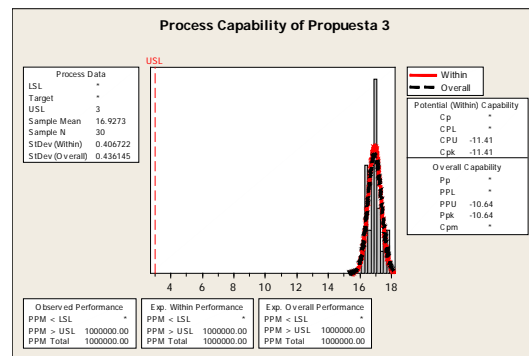 Process Capability of Propuesta 3
USL
Process Data
LSL *
Target *
USL 3
Sample Mean 16.9273
Sample N 30
StDev (Within) 0.406722
StDev (Overall) 0.436145
Within
Overall
Potential (Within) Capability
Cp *
CPL *
CPU -11.41
Cpk -11.41
Overall Capability
Pp *
PPL *
PPU -10.64
Ppk -10.64
Cpm *
4 6 8 10 12 14 16 18
Observed Performance
PPM < LSL *
PPM > USL 1000000.00
PPM Total 1000000.00
Exp. Within Performance
PPM < LSL *
PPM > USL 1000000.00
PPM Total 1000000.00
Exp. Overall Performance
PPM < LSL *
PPM > USL 1000000.00
PPM Total 1000000.00